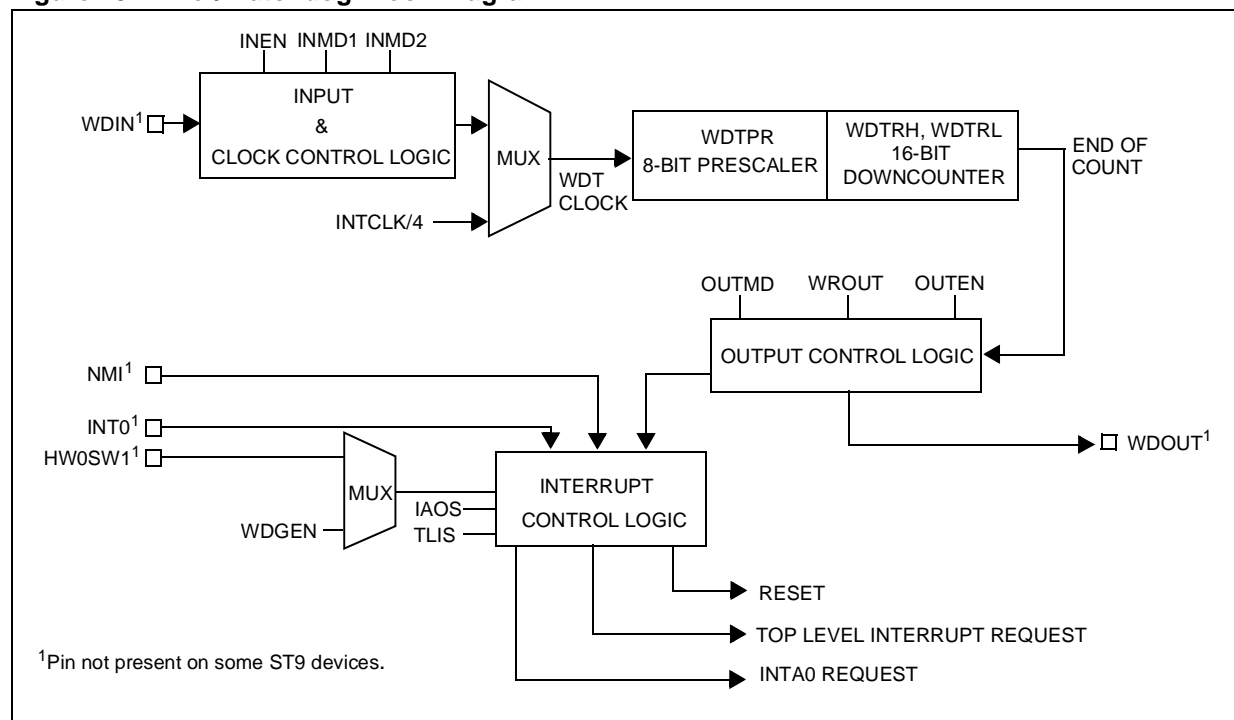 INEN INMD1 INMD2
INPUT
&
CLOCK CONTROL LOGIC
WDIN1
MUX
WDT
CLOCK
INTCLK/4
WDTPR
8-BIT PRESCALER
WDTRH, WDTRL
16-BIT
DOWNCOUNTER
END OF
COUNT
OUTMD WROUT OUTEN
OUTPUT CONTROL LOGIC
NMI1
INT01
HW0SW11
MUX
WDGEN
IAOS
TLIS
INTERRUPT
CONTROL LOGIC
WDOUT1
RESET
TOP LEVEL INTERRUPT REQUEST
INTA0 REQUEST
1Pin not present on some ST9 devices.